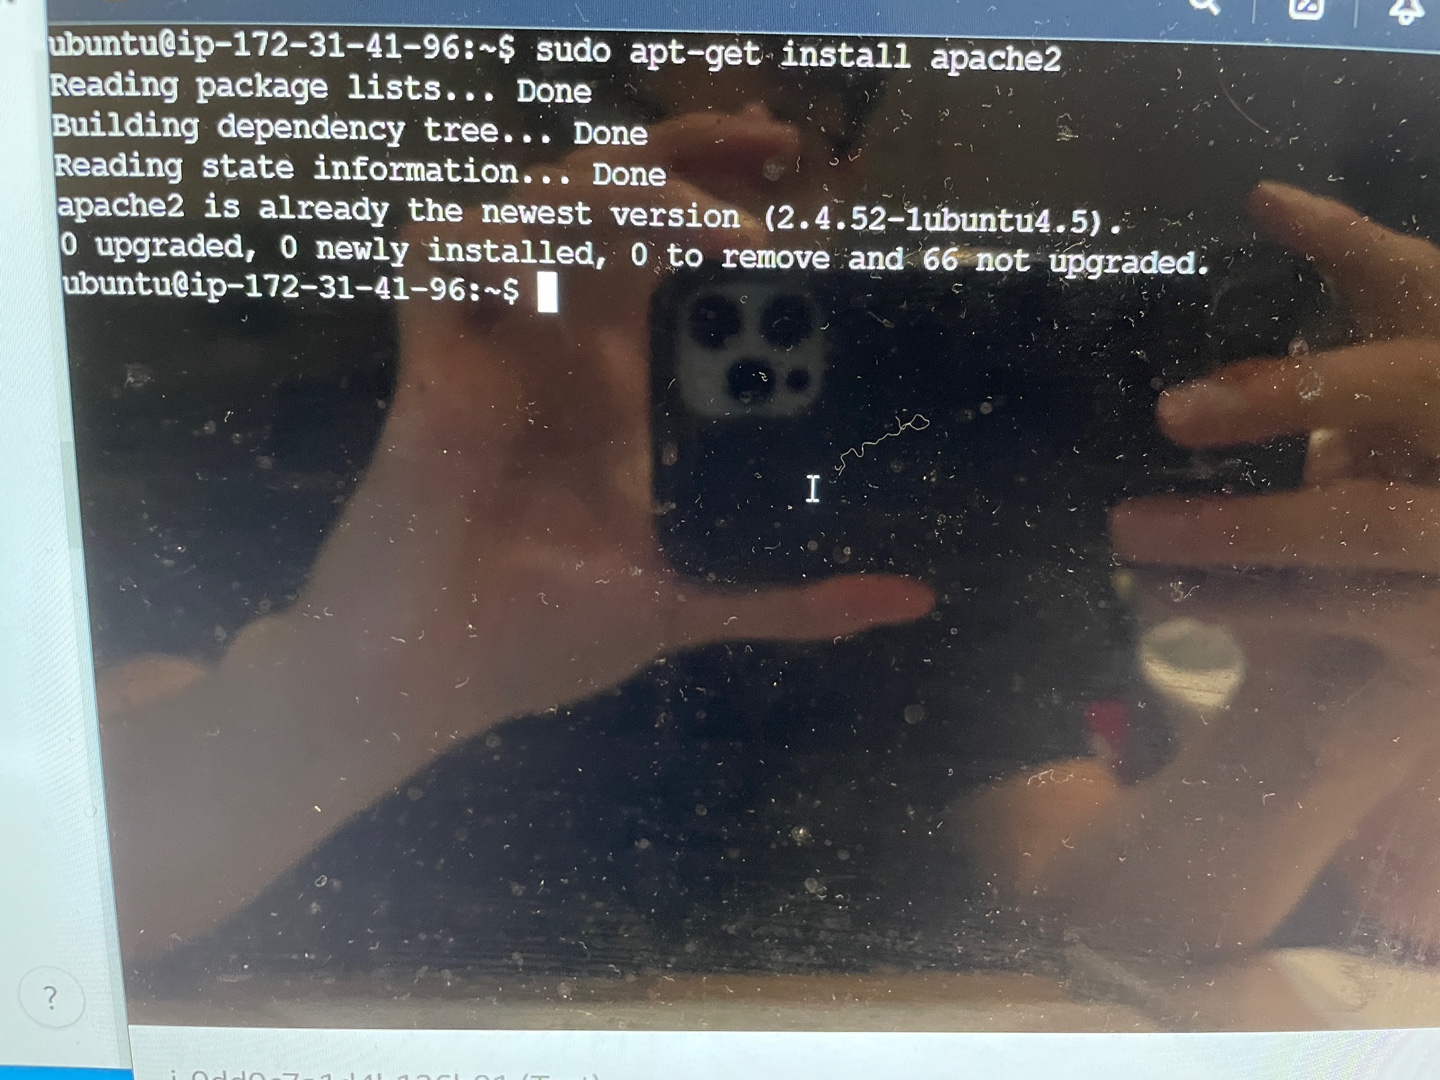 ubuntu@ip-172-31-41-96:~$ sudo apt-get install apache2
Reading package lists... Done
Building dependency tree... Done
Reading state information... Done
apache2 is already the newest version (2.4.52-1ubuntu4.5).
0 upgraded, 0 newly installed, 0 to remove and 66 not upgraded.
ubuntu@ip-172-31-41-96:~$
?